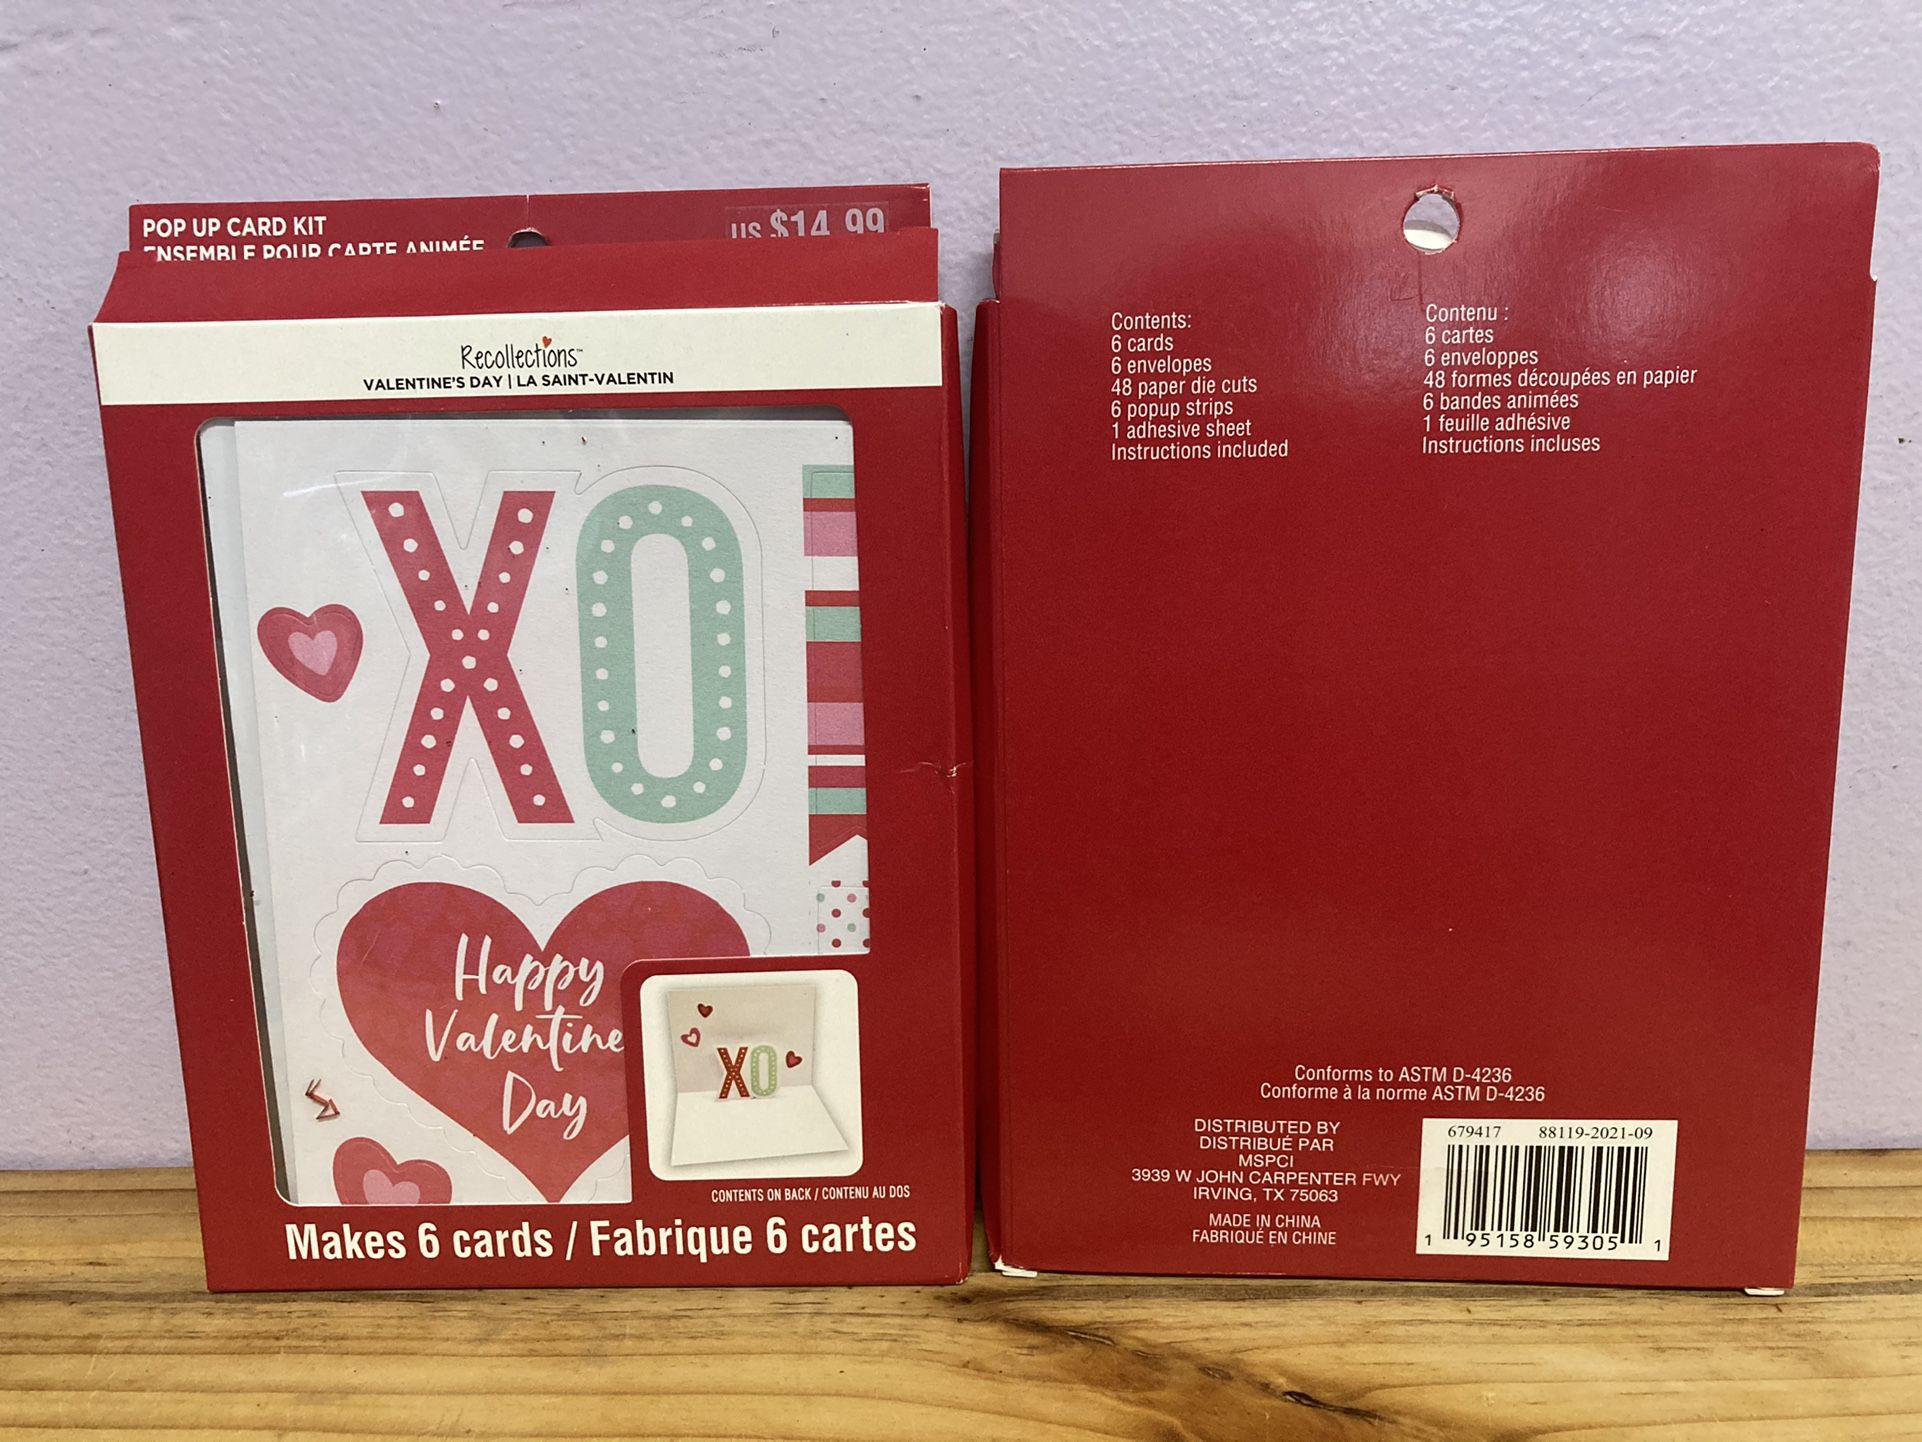 POP UP CARD KIT
ENSEMBLE POUR CARTE ANIMÉE
US $14.99
Recollections™
VALENTINE'S DAY | LA SAINT-VALENTIN
XO
Happy
Valentine
Day
XO
CONTENTS ON BACK / CONTENU AU DOS
Makes 6 cards / Fabrique 6 cartes
Contents:
6 cards
6 envelopes
48 paper die cuts
6 popup strips
1 adhesive sheet
Instructions included
Contenu :
6 cartes
6 enveloppes
48 formes découpées en papier
6 bandes animées
1 feuille adhésive
Instructions incluses
Conforms to ASTM D-4236
Conforme à la norme ASTM D-4236
DISTRIBUTED BY
DISTRIBUÉ PAR
MSPCI
3939 W JOHN CARPENTER FWY
IRVING, TX 75063
MADE IN CHINA
FABRIQUÉ EN CHINE
679417 88119-2021-09
1 95158 59305 1